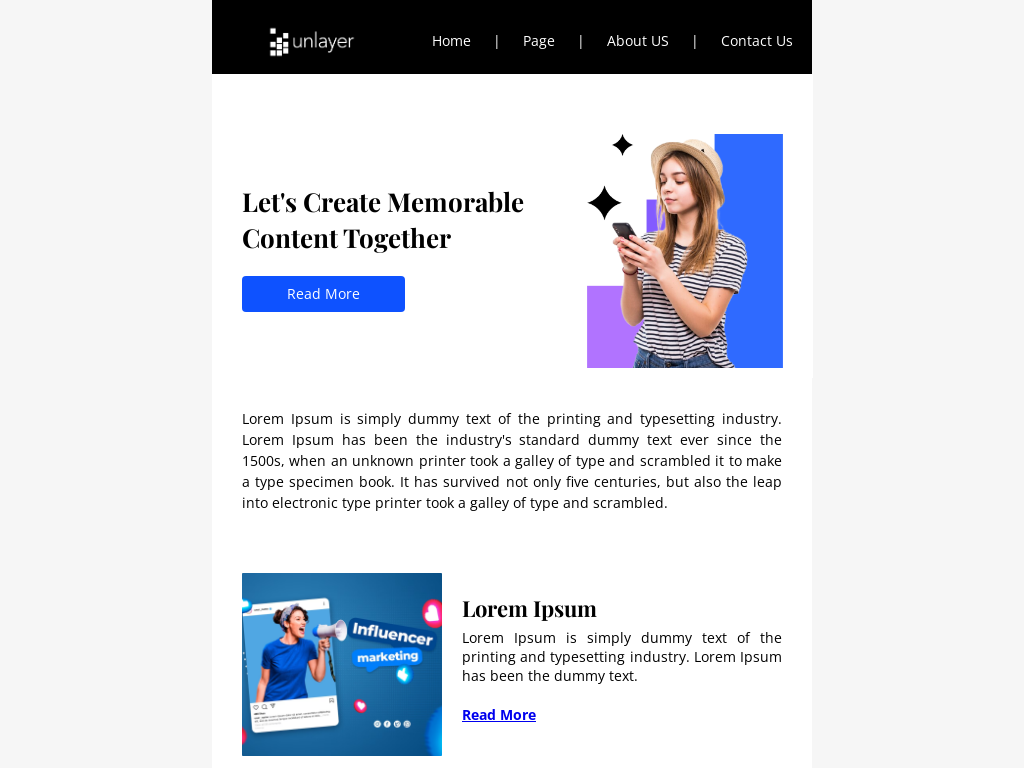 unlayer
Home | Page | About US | Contact Us
Let's Create Memorable
Content Together
Read More
Lorem Ipsum is simply dummy text of the printing and typesetting industry.
Lorem Ipsum has been the industry's standard dummy text ever since the
1500s, when an unknown printer took a galley of type and scrambled it to make
a type specimen book. It has survived not only five centuries, but also the leap
into electronic type printer took a galley of type and scrambled.
Influencer
marketing
Lorem Ipsum
Lorem Ipsum is simply dummy text of the
printing and typesetting industry. Lorem Ipsum
has been the dummy text.
Read More